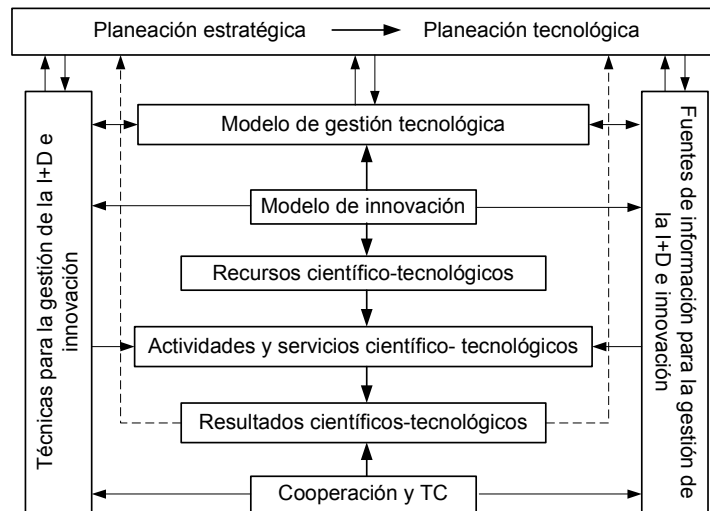 Planeación estratégica
Planeación tecnológica
Técnicas para la gestión de la I+D e
innovación
Modelo de gestión tecnológica
Modelo de innovación
Recursos científico-tecnológicos
Actividades y servicios científico- tecnológicos
Resultados científicos-tecnológicos
Cooperación y TC
Fuentes de información para la gestión de
la I+D e innovación